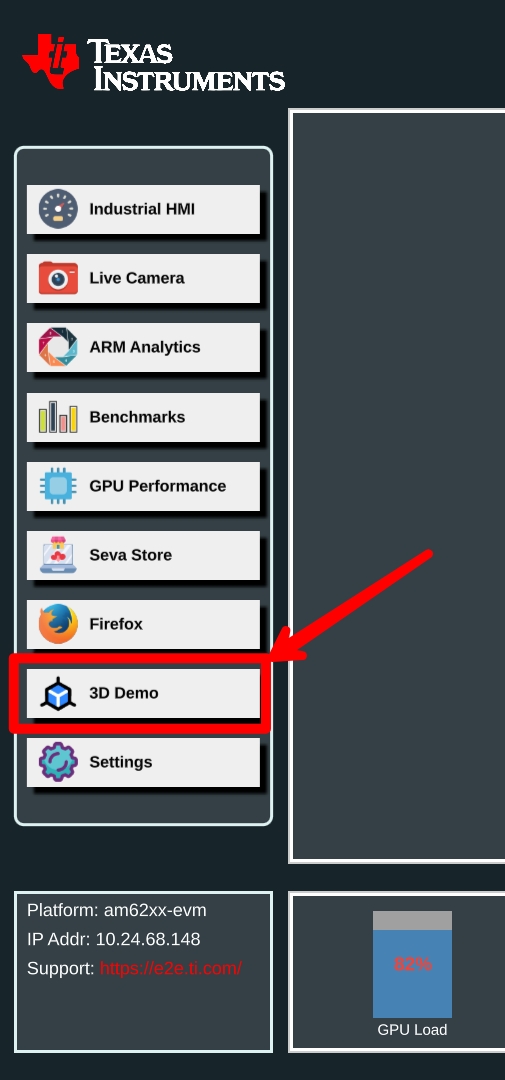 TEXAS
INSTRUMENTS
Industrial HMI
Live Camera
ARM Analytics
Benchmarks
GPU Performance
Seva Store
Firefox
3D Demo
Settings
Platform: am62xx-evm
IP Addr: 10.24.68.148
Support: https://e2e.ti.com/
82%
GPU Load